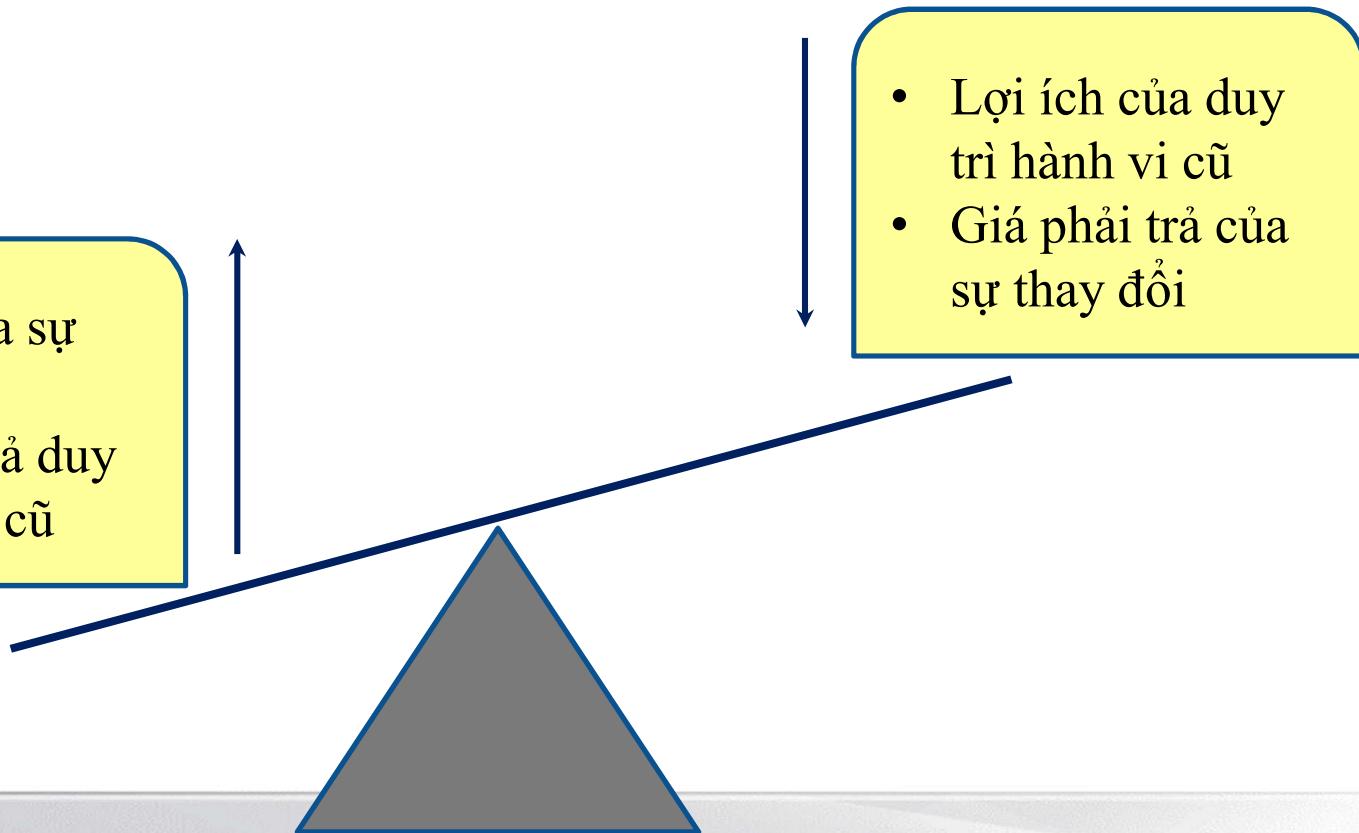 • Lợi ích của duy
trì hành vi cũ
• Giá phải trả của
sự thay đổi
sự
duy
cũ